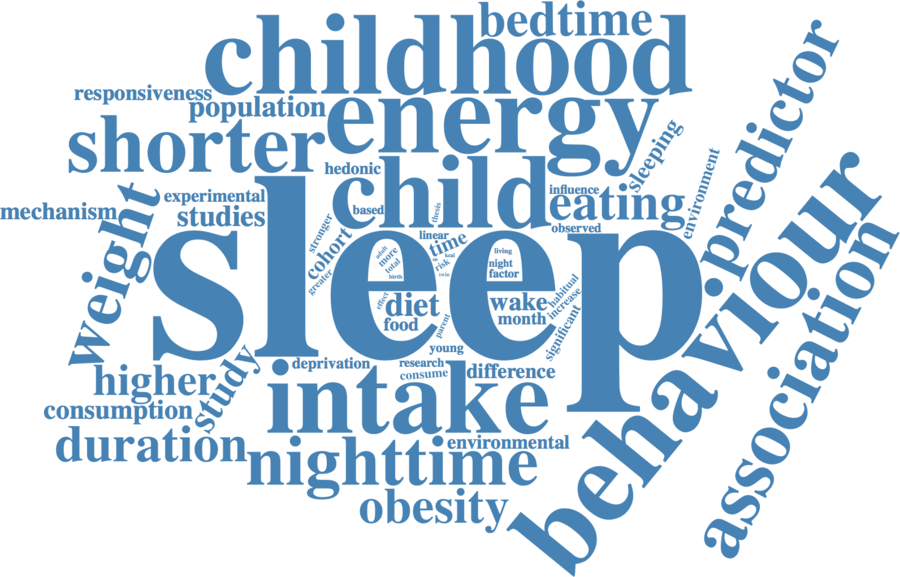 bedtime
childhood
responsiveness
population
energy
predictor
shorter
sleeping
hedonic
child
environment
experimental
influence
mechanism
studies
based
thesis
eating
observed
weight
stronger
cohort
linear
time
behaviour
sleep
adult
more
total
kcal
risk
living
night
factor
association
greater
birth
twin
habitual
increase
effect
diet
wake
food
month
parent
significant
young
deprivation
research
consume
difference
higher
study
intake
consumption
duration
environmental
nighttime
obesity